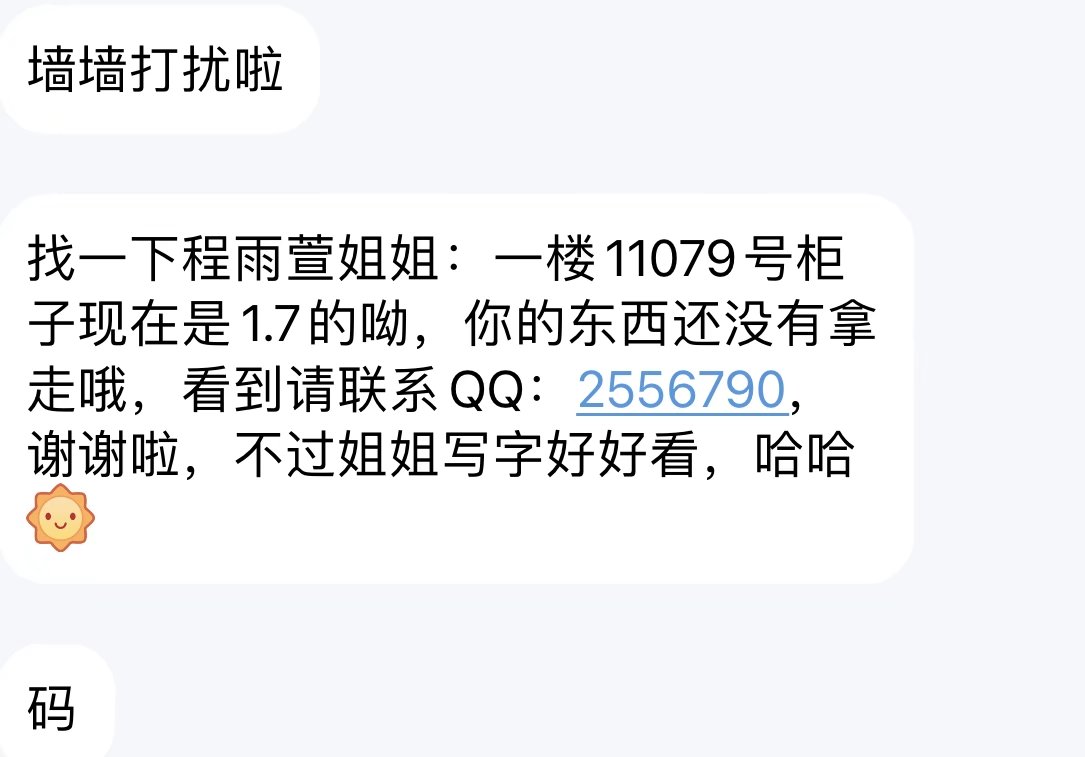 墙墙打扰啦
找一下程雨萱姐姐：一楼11079号柜
子现在是1.7的呦，你的东西还没有拿
走哦，看到请联系QQ：2556790，
谢谢啦，不过姐姐写字好好看，哈哈
码